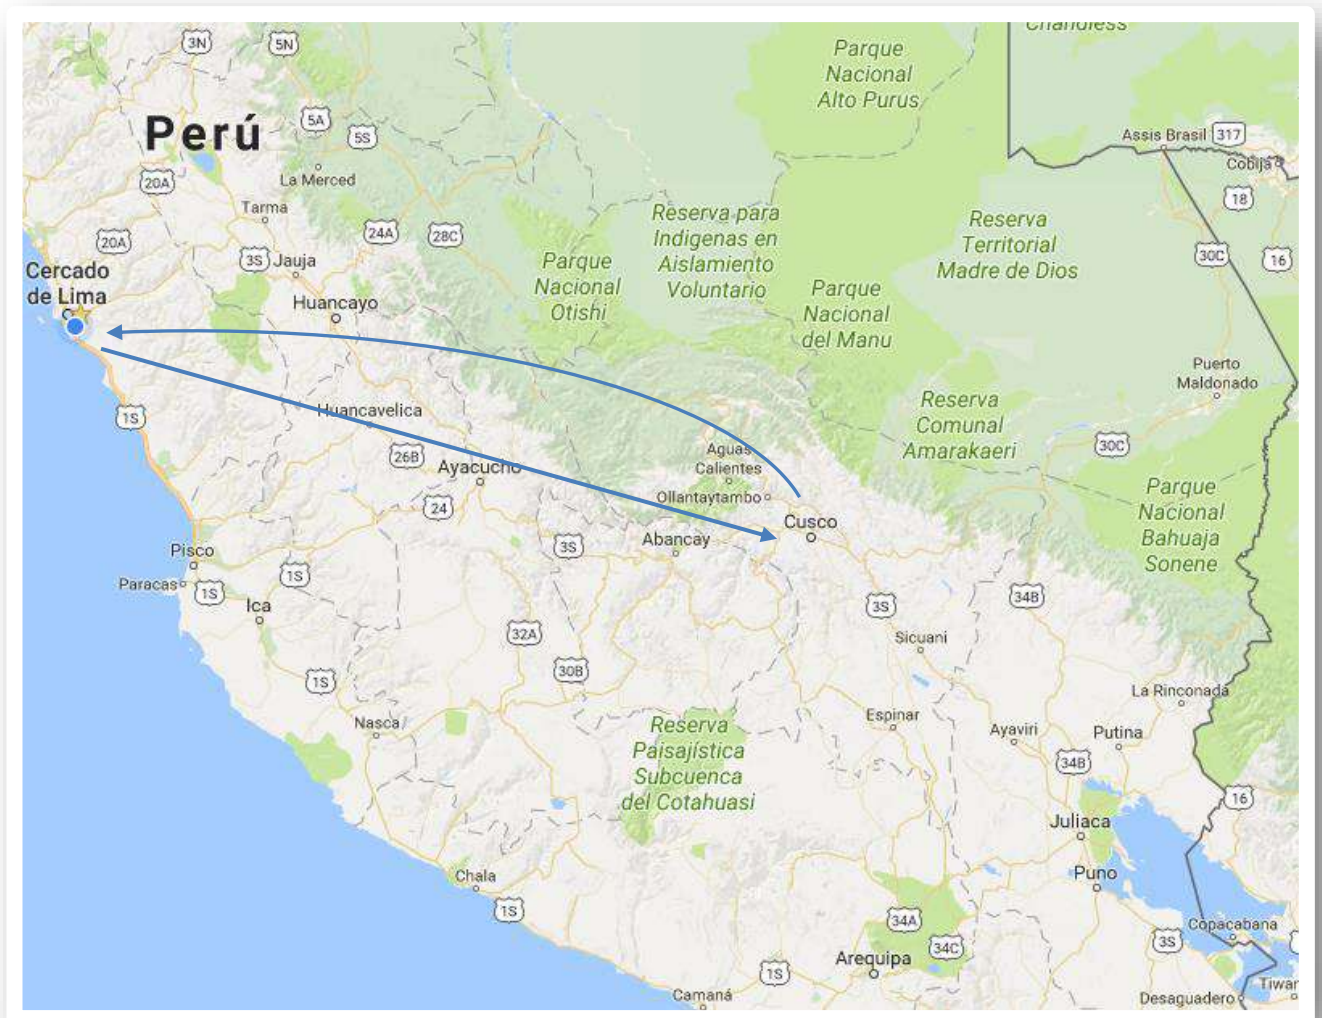 Chandless
3N
5N
Parque
Nacional
Alto Purus
Perú
5A
5S
Assis Brasil
317
Cobija
La Merced
20A
18
Tarma
Reserva para
Indigenas en
Aislamiento
Voluntario
Reserva
Territorial
Madre de Dios
24A
28C
20A
3S
Jauja
30C
16
Cercado
de Lima
Parque
Nacional
Otishi
Huancayo
Parque
Nacional
del Manu
Puerto
Maldonado
1S
Huancavelica
Reserva
Comunal
Amarakaeri
30C
26B
Ayacucho
Aguas
Calientes
Ollantaytambo
24
Parque
Nacional
Bahuaja
Sonene
Cusco
3S
Abancay
Pisco
Paracas
1S
1S
Ica
3S
34B
32A
Sicuani
30B
1S
La Rinconada
Nasca
Reserva
Paisajística
Subcuenca
del Cotahuasi
Espinar
Ayaviri
Putina
34B
16
Juliaca
Chala
Puno
1S
34A
34C
Copacabana
3S
Arequipa
1S
Camaná
Desaguadero
Tiwan